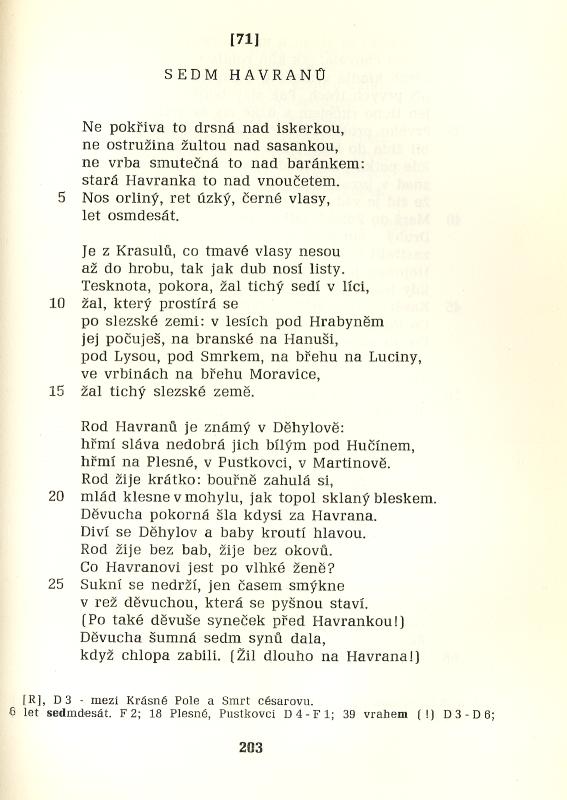 [71]
SEDM HAVRANŮ
Ne pokřiva to drsná nad iskerkou,
ne ostružina žultou nad sasankou,
ne vrba smutečná to nad baránkem:
stará Havranka to nad vnoučetem.
5 Nos orliný, ret úzký, černé vlasy,
let osmdesát.
Je z Krasulů, co tmavé vlasy nesou
až do hrobu, tak jak dub nosí listy.
Tesknota, pokora, žal tichý sedí v líci,
10 žal, který prostírá se
po slezské zemi: v lesích pod Hrabyněm
jej počuješ, na branské na Hanuši,
pod Lysou, pod Smrkem, na břehu na Luciny,
ve vrbinách na břehu Moravice,
15 žal tichý slezské země.
Rod Havranů je známý v Děhylově:
hřmí sláva nedobrá jich bílým pod Hučínem,
hřmí na Plesné, v Pustkovci, v Martinově.
Rod žije krátko: bouřně zahulá si,
20 mlád klesne v mohylu, jak topol sklaný bleskem.
Děvucha pokorná šla kdysi za Havrana.
Diví se Děhylov a baby kroutí hlavou.
Rod žije bez bab, žije bez okovů.
Co Havranovi jest po vlhké ženě?
25 Sukní se nedrží, jen časem smýkne
v rež děvuchou, která se pyšnou staví.
(Po také děvuše syneček před Havrankou!)
Děvucha šumná sedm synů dala,
když chlopa zabili. (Žil dlouho na Havrana!)
[R], D 3 - mezi Krásné Pole a Smrt césarovu.
6 let sedmdesát. F 2; 18 Plesné, Pustkovci D 4 - F 1; 39 vrahem (!) D 3 - D 6;
203